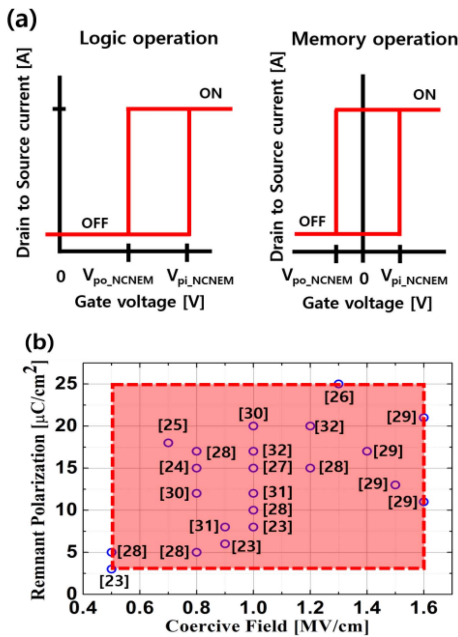 (a)
Logic operation
Memory operation
Drain to Source current [A]
ON
OFF
0
V_po_NCNEM
V_pi_NCNEM
Gate voltage [V]
Drain to Source current [A]
ON
OFF
V_po_NCNEM
0
V_pi_NCNEM
Gate voltage [V]
(b)
Remnant Polarization [μC/cm²]
25
20
15
10
5
0
[26]
[29]
[30]
[32]
[25]
[28]
[32]
[29]
[24]
[27]
[28]
[29]
[30]
[31]
[29]
[28]
[31]
[23]
[23]
[28]
[28]
[23]
0.4 0.6 0.8 1.0 1.2 1.4 1.6
Coercive Field [MV/cm]